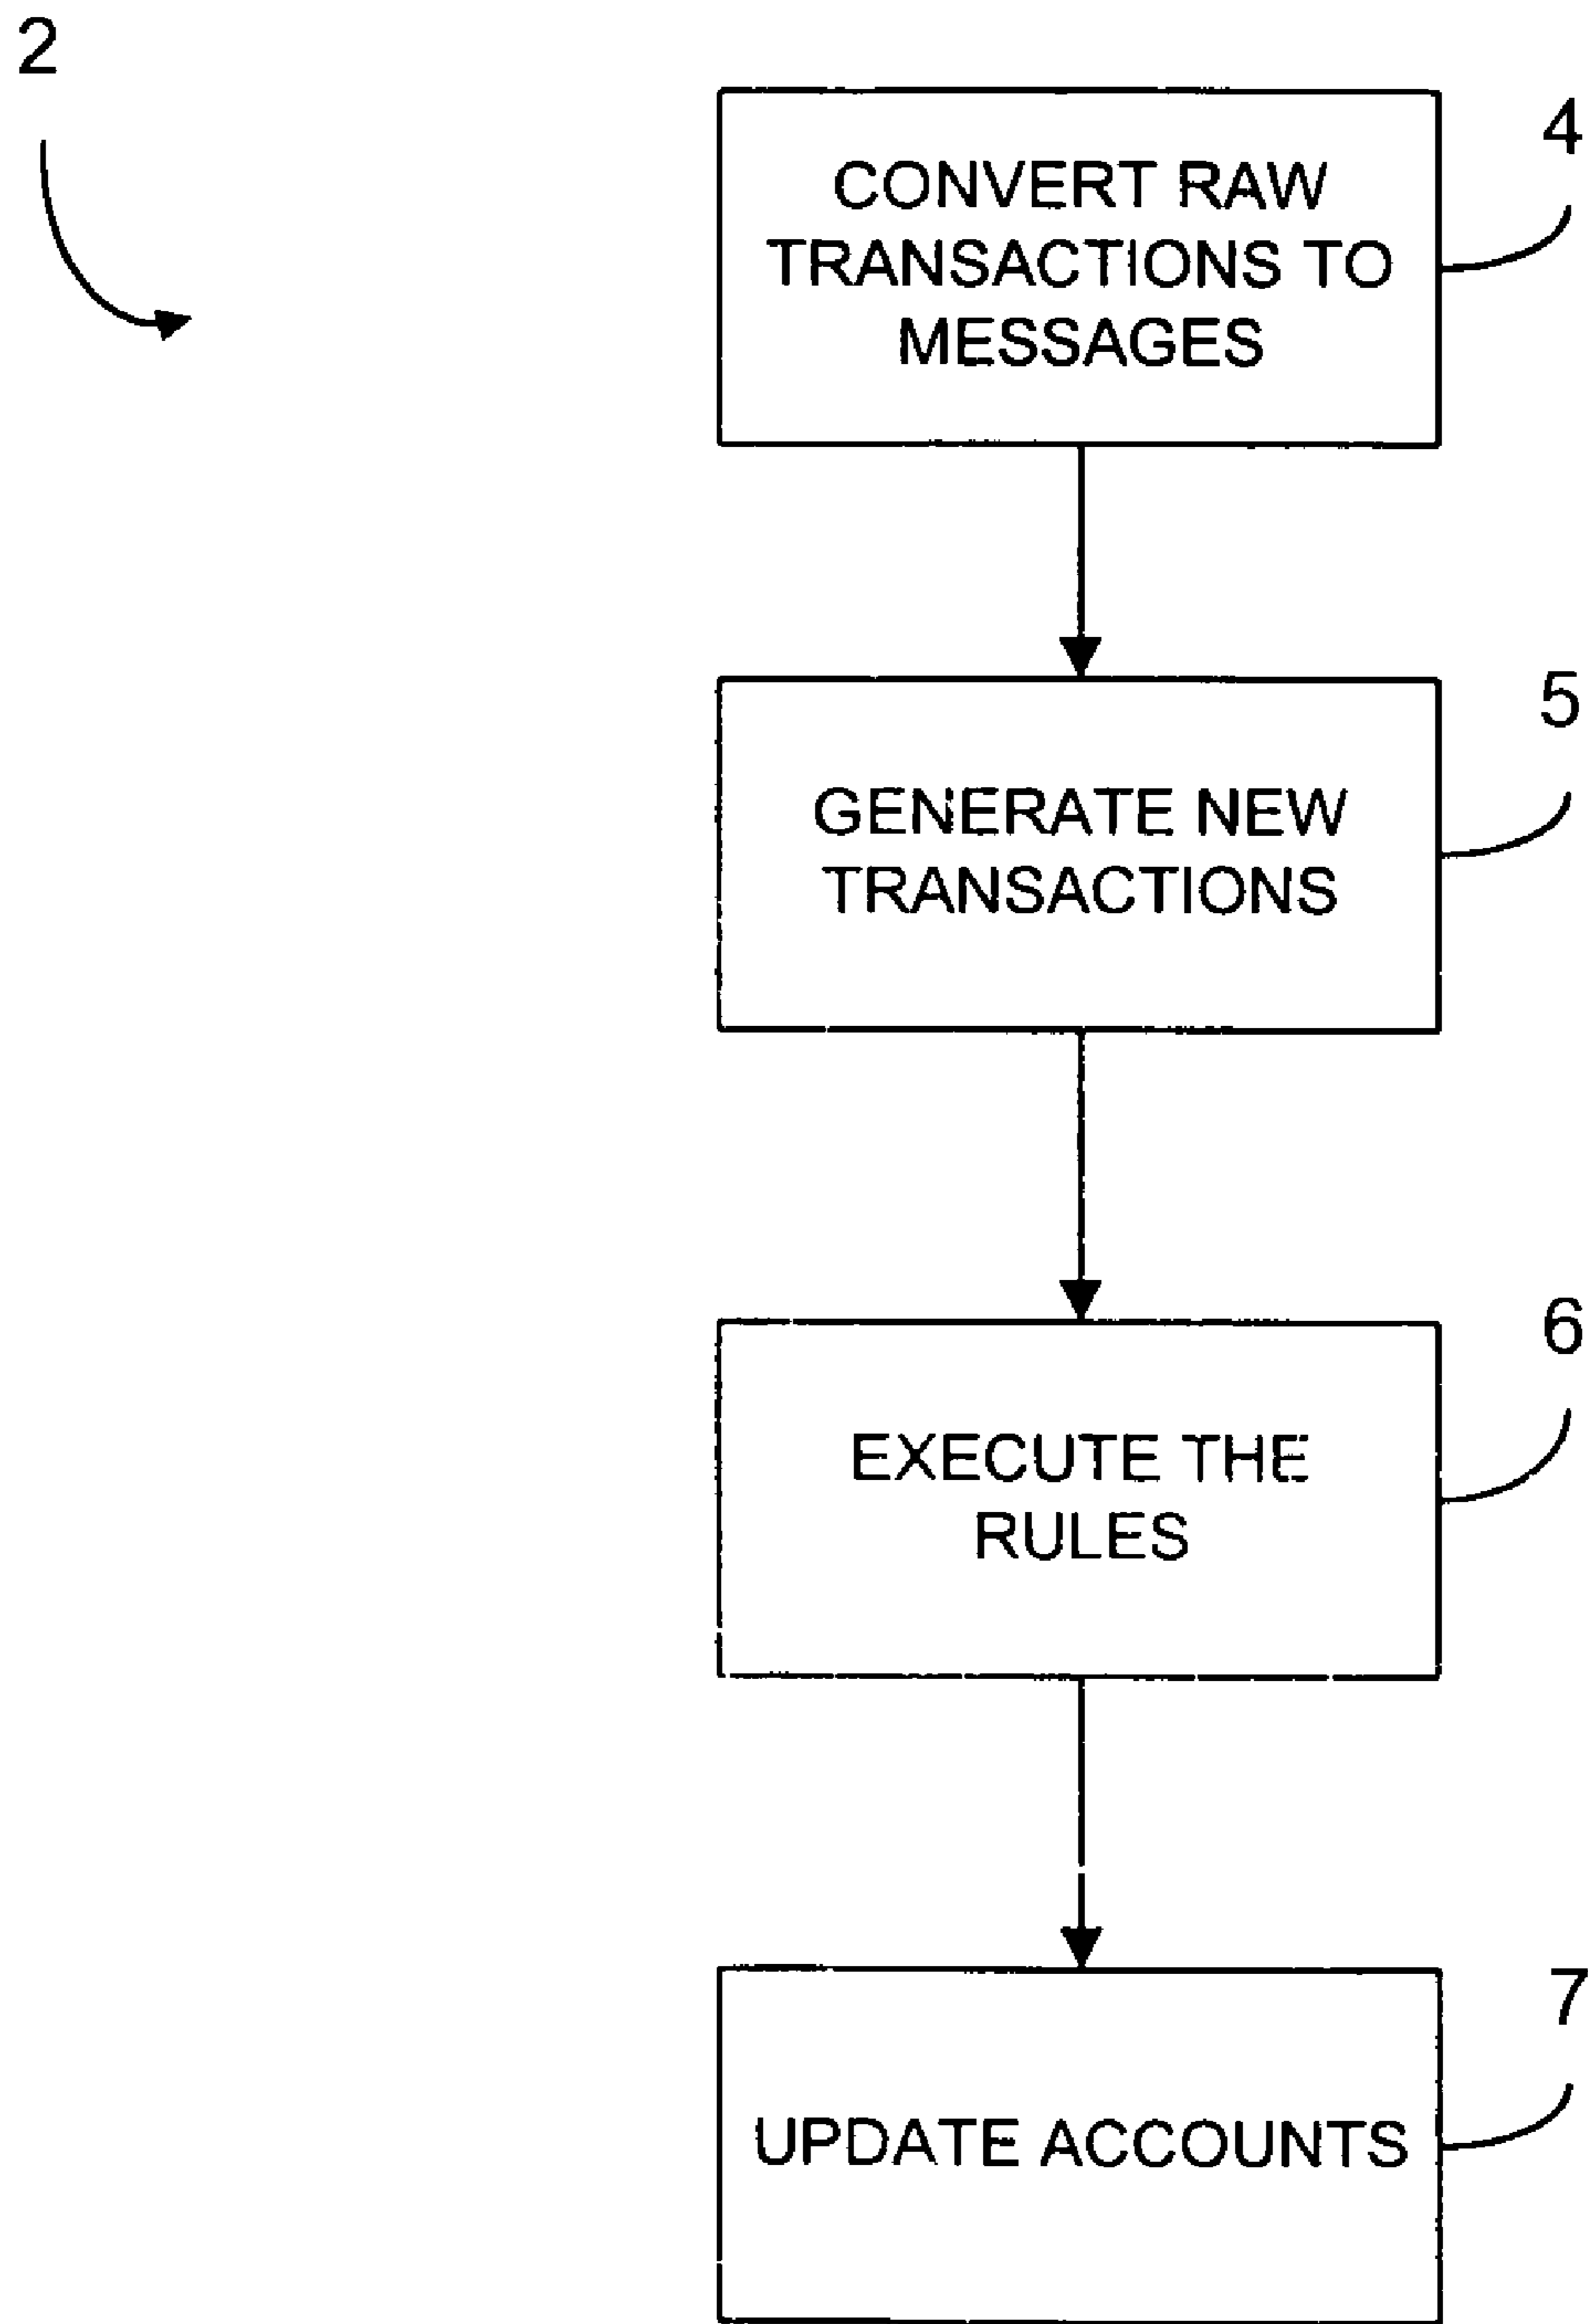 2
4
CONVERT RAW
TRANSACTIONS TO
MESSAGES
5
GENERATE NEW
TRANSACTIONS
6
EXECUTE THE
RULES
7
UPDATE ACCOUNTS